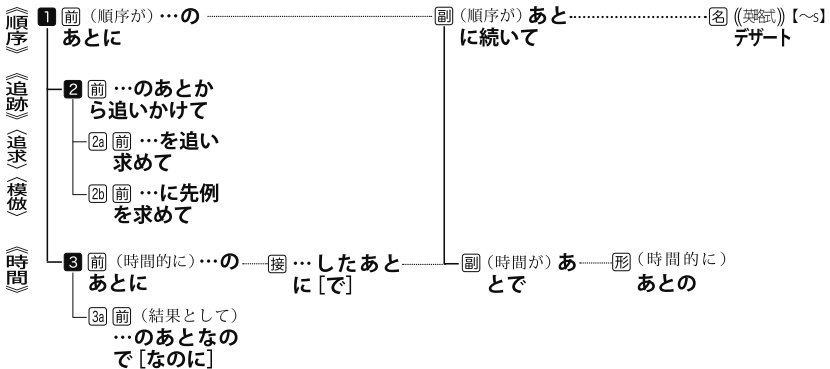 《順序》
1 前 (順序が) …の
あとに
副 (順序が) あと
に続いて
名 ((英略式))【〜s】
デザート
《追跡》
2 前 …のあとか
ら追いかけて
〈追求〉
2a 前 …を追い
求めて
〈模倣〉
2b 前 …に先例
を求めて
《時間》
3 前 (時間的に) …の
あとに
接 …したあと
に [で]
副 (時間が) あ
とで
形 (時間的に)
あとの
3a 前 (結果として)
…のあとなの
で [なのに]